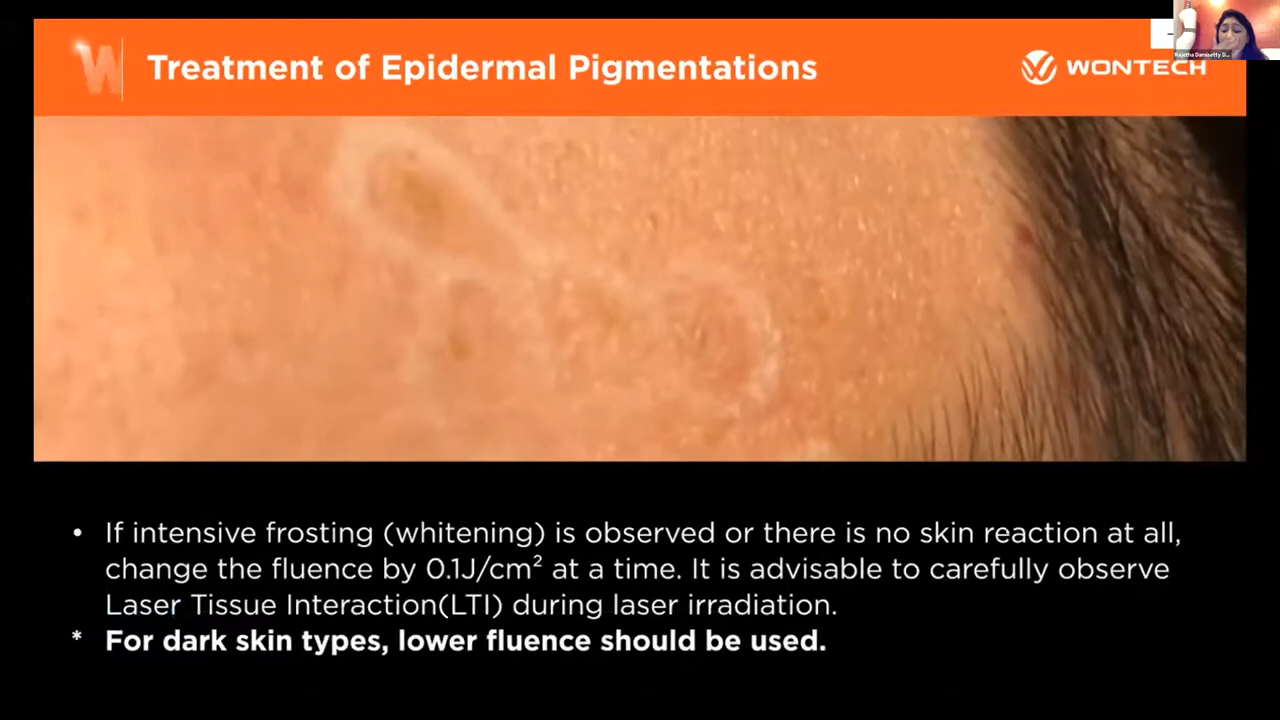 W
Treatment of Epidermal Pigmentations
WONTECH
• If intensive frosting (whitening) is observed or there is no skin reaction at all,
change the fluence by 0.1J/cm² at a time. It is advisable to carefully observe
Laser Tissue Interaction(LTI) during laser irradiation.
* For dark skin types, lower fluence should be used.